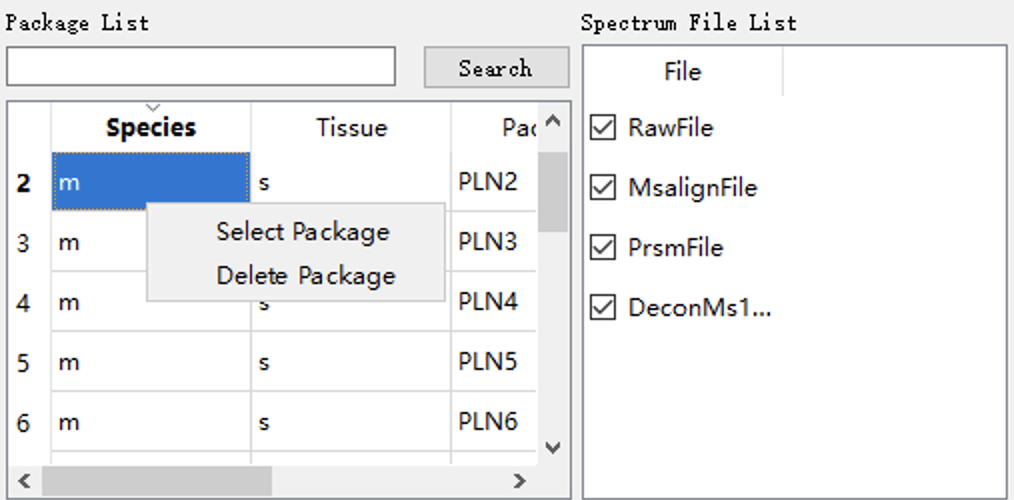 Package List
Search
Species Tissue Pac
2 m s PLN2
3 m PLN3
Select Package
Delete Package
4 m s PLN4
5 m s PLN5
6 m s PLN6
Spectrum File List
File
RawFile
MsalignFile
PrsmFile
DeconMs1...